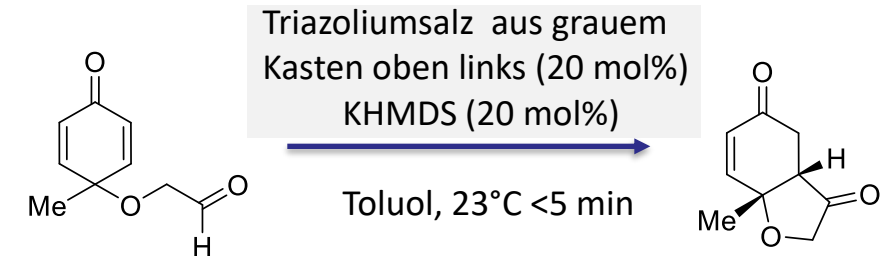 Triazoliumsalz aus grauem
Kasten oben links (20 mol%)
KHMDS (20 mol%)
Toluol, 23°C <5 min
O
Me
O
O
H
O
H
O
Me
O